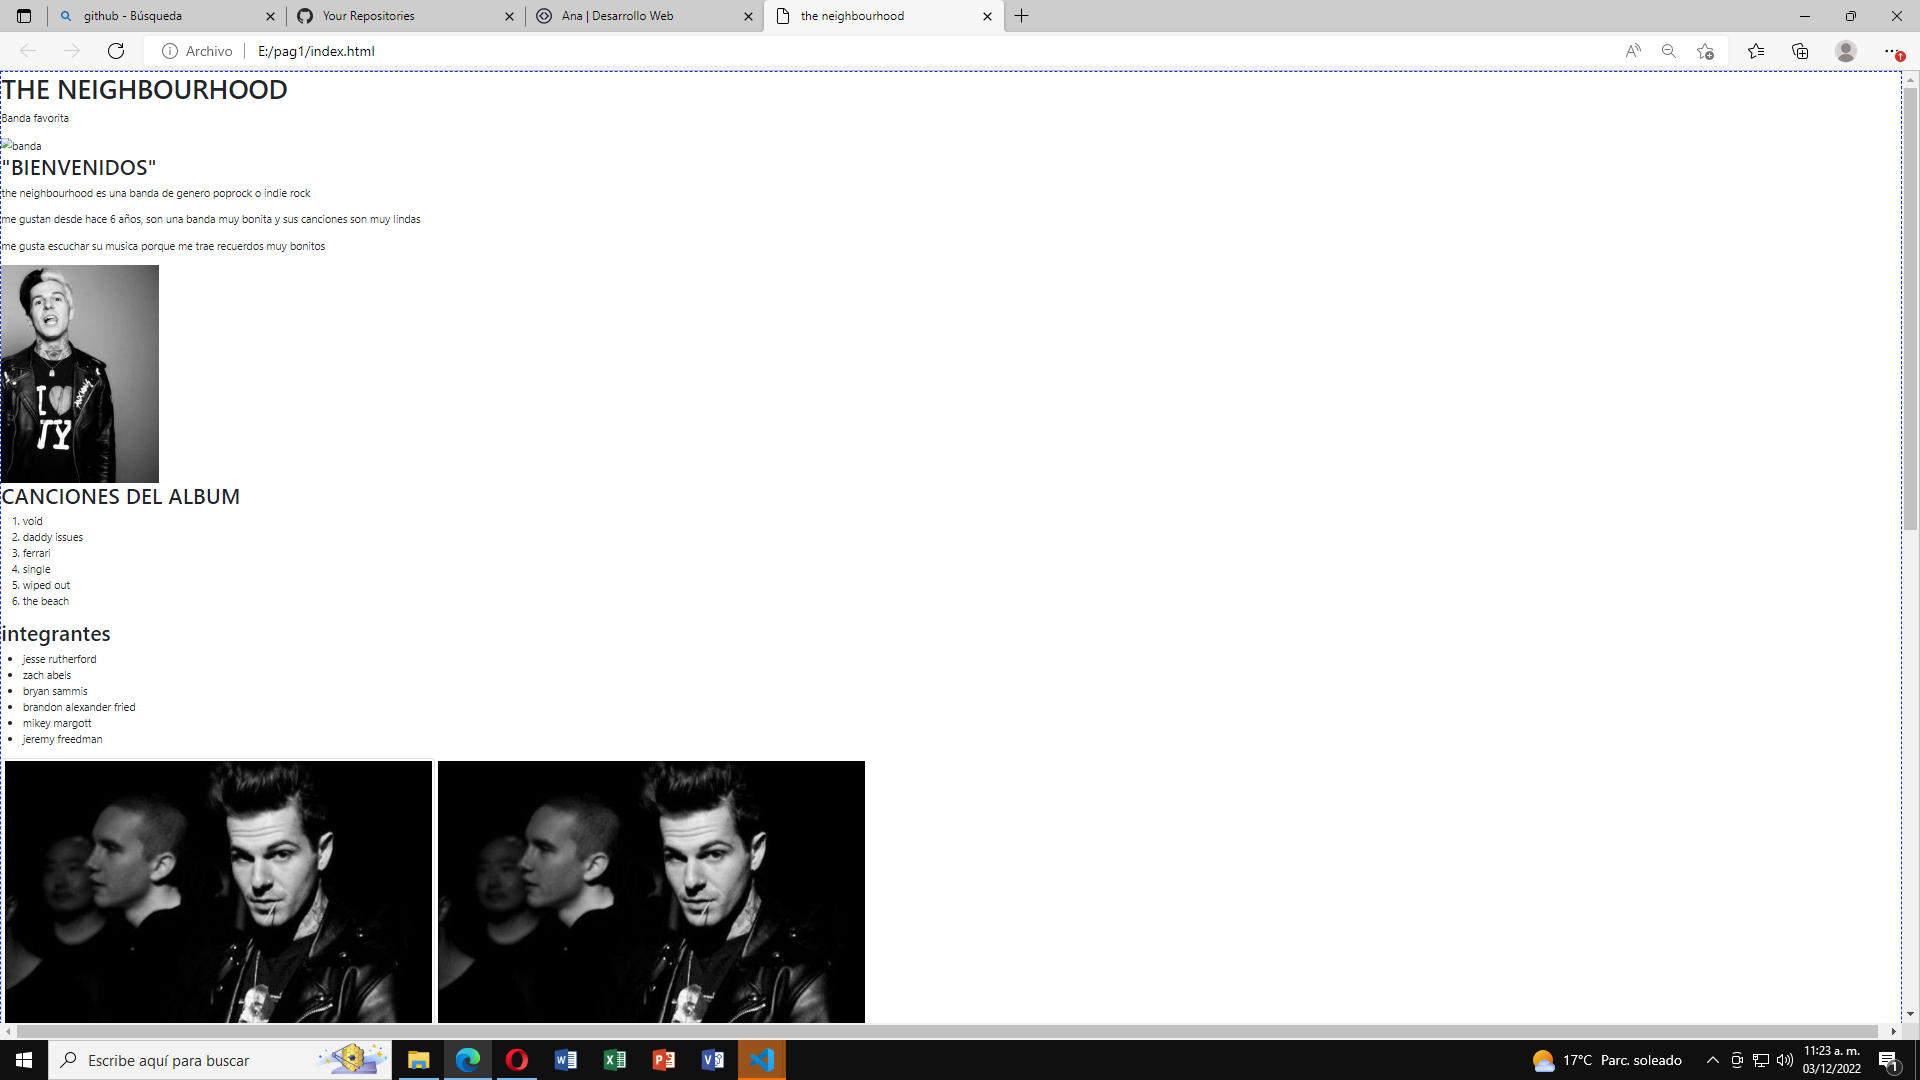 github - Búsqueda
Your Repositories
Ana | Desarrollo Web
the neighbourhood
Archivo
E:/pag1/index.html
THE NEIGHBOURHOOD
Banda favorita
banda
"BIENVENIDOS"
the neighbourhood es una banda de genero poprock o indie rock
me gustan desde hace 6 años, son una banda muy bonita y sus canciones son muy lindas
me gusta escuchar su musica porque me trae recuerdos muy bonitos
I
TY
CANCIONES DEL ALBUM
1. void
2. daddy issues
3. ferrari
4. single
5. wiped out
6. the beach
integrantes
jesse rutherford
zach abels
bryan sammis
brandon alexander fried
mikey margott
jeremy freedman
Escribe aquí para buscar
17°C Parc. soleado
11:23 a. m.
03/12/2022
1